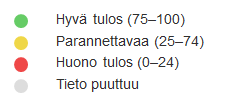 Hyvä tulos (75–100)
Parannettavaa (25–74)
Huono tulos (0–24)
Tieto puuttuu